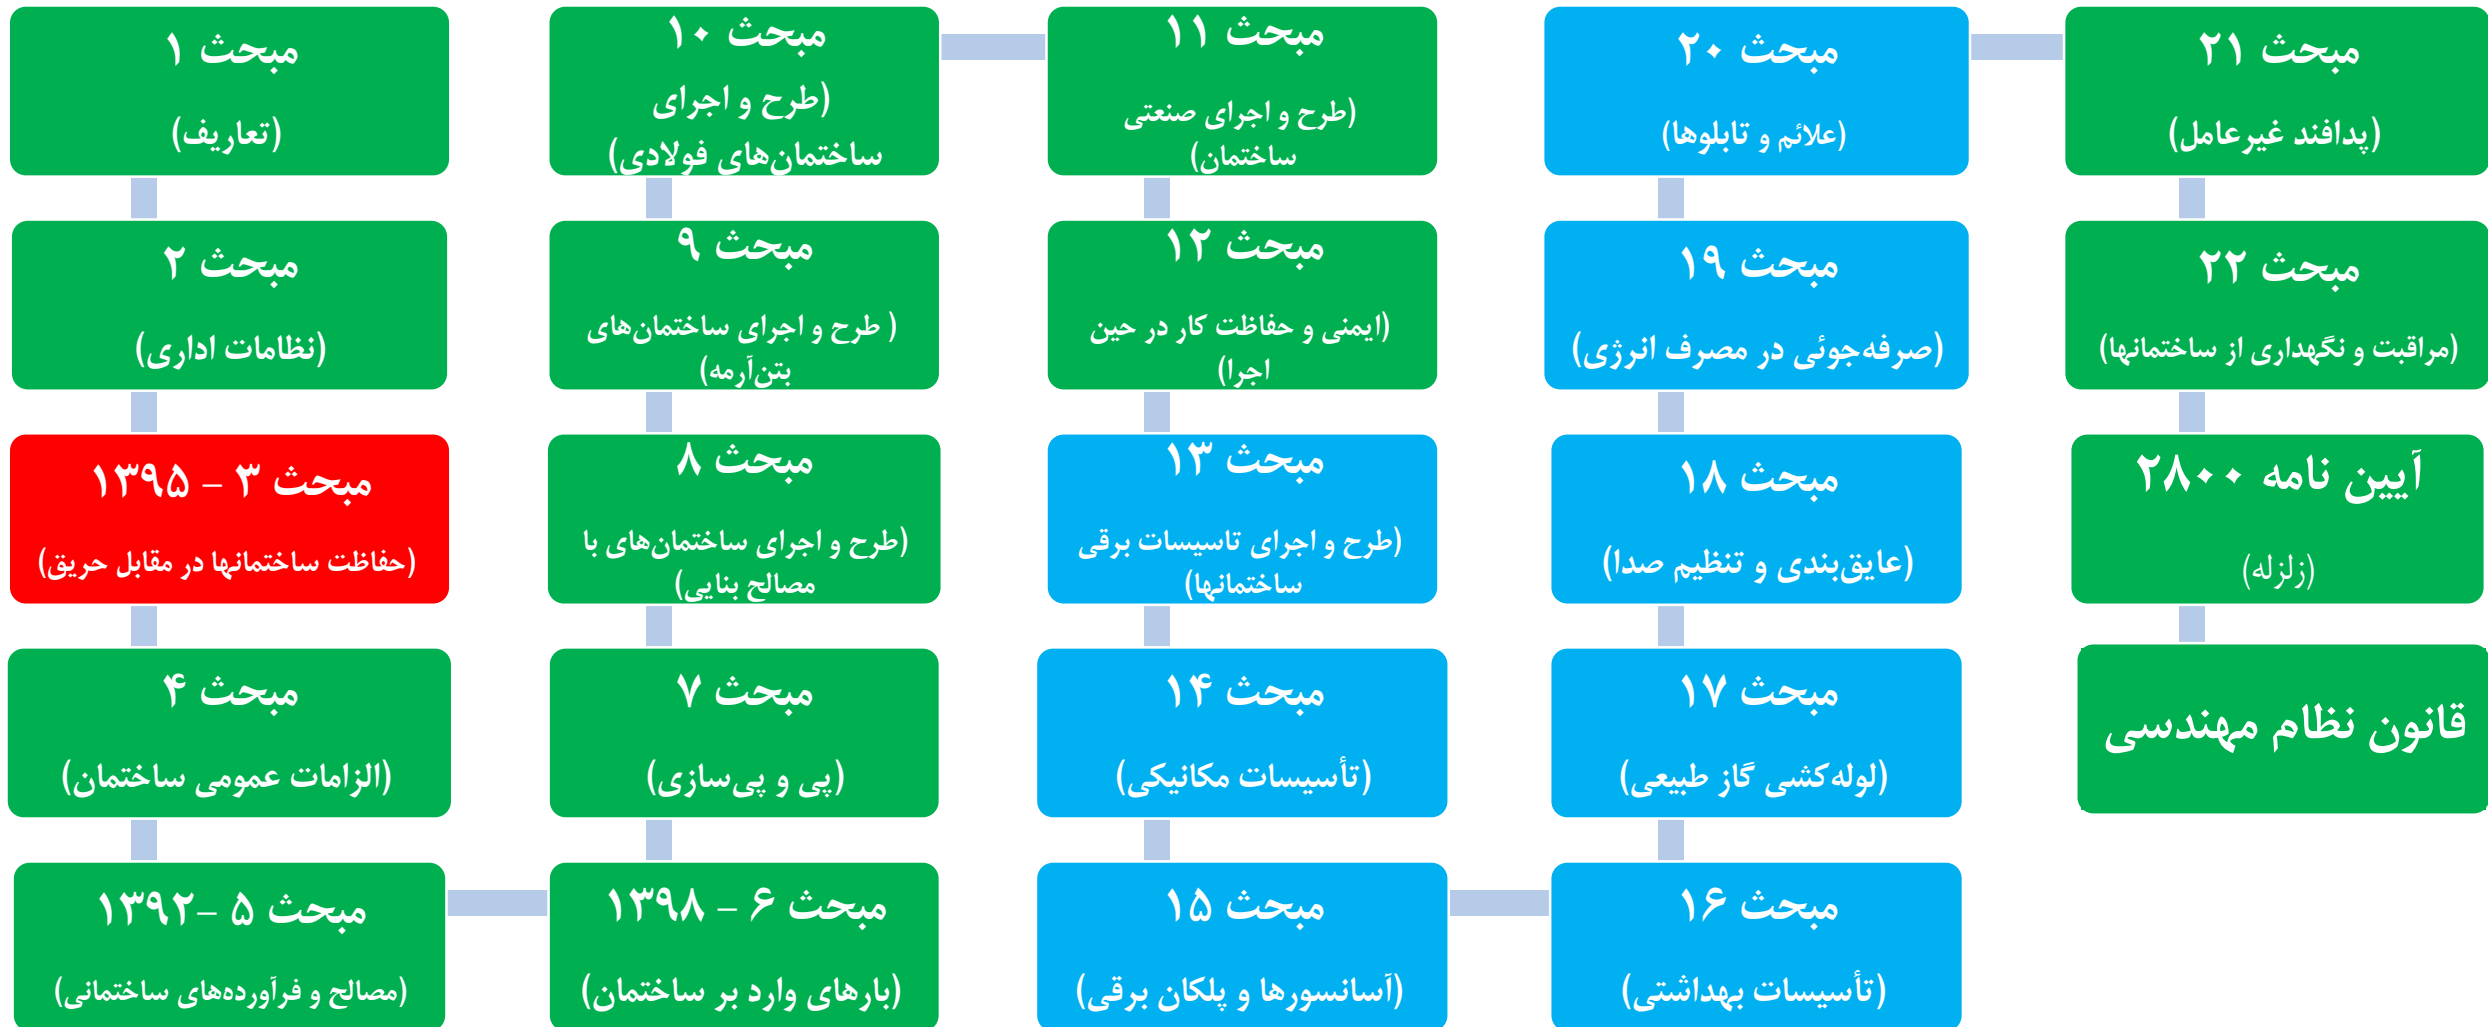 مبحث ۱
(تعاریف)
مبحث ۲
(نظامات اداری)
مبحث ۳ – ۱۳۹۵
(حفاظت ساختمانها در مقابل حریق)
مبحث ۴
(الزامات عمومی ساختمان)
مبحث ۵ –۱۳۹۲
(مصالح و فرآورده‌های ساختمانی)
مبحث ۶ – ۱۳۹۸
(بارهای وارد بر ساختمان)
مبحث ۷
(پی و پی‌سازی)
مبحث ۸
(طرح و اجرای ساختمان‌های با
مصالح بنایی)
مبحث ۹
( طرح و اجرای ساختمان‌های
بتن‌آرمه)
مبحث ۱۰
(طرح و اجرای
ساختمان‌های فولادی)
مبحث ۱۱
(طرح و اجرای صنعتی
ساختمان)
مبحث ۱۲
(ایمنی و حفاظت کار در حین
اجرا)
مبحث ۱۳
(طرح و اجرای تاسیسات برقی
ساختمانها)
مبحث ۱۴
(تأسیسات مکانیکی)
مبحث ۱۵
(آسانسورها و پلکان برقی)
مبحث ۱۶
(تأسیسات بهداشتی)
مبحث ۱۷
(لوله‌کشی گاز طبیعی)
مبحث ۱۸
(عایق‌بندی و تنظیم صدا)
مبحث ۱۹
(صرفه‌جوئی در مصرف انرژی)
مبحث ۲۰
(علائم و تابلوها)
مبحث ۲۱
(پدافند غیرعامل)
مبحث ۲۲
(مراقبت و نگهداری از ساختمانها)
آیین نامه ۲۸۰۰
(زلزله)
قانون نظام مهندسی